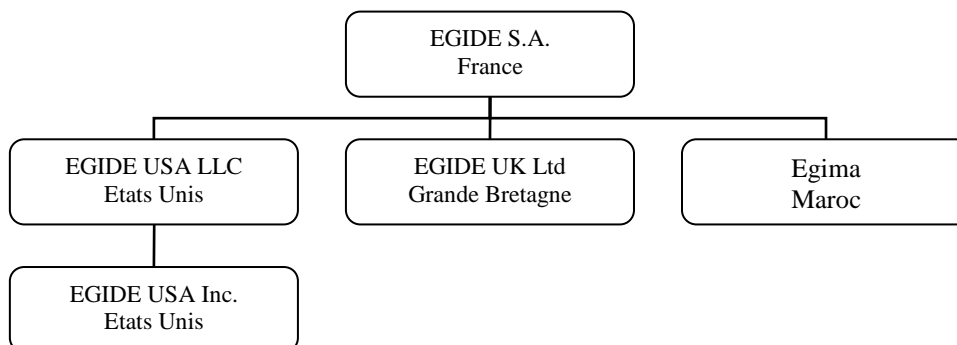 EGIDE S.A.
France
EGIDE USA LLC
Etats Unis
EGIDE UK Ltd
Grande Bretagne
Egima
Maroc
EGIDE USA Inc.
Etats Unis